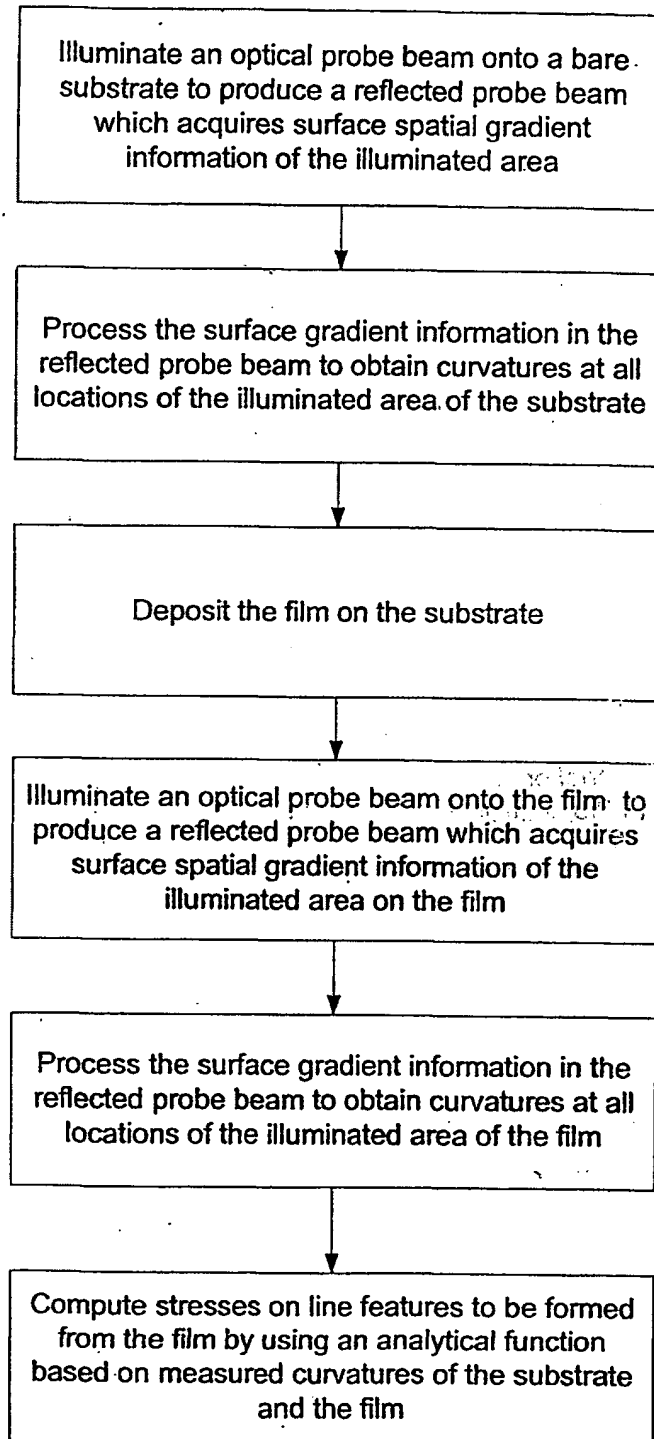 Illuminate an optical probe beam onto a bare
substrate to produce a reflected probe beam
which acquires surface spatial gradient
information of the illuminated area
Process the surface gradient information in the
reflected probe beam to obtain curvatures at all
locations of the illuminated area of the substrate
Deposit the film on the substrate
Illuminate an optical probe beam onto the film to
produce a reflected probe beam which acquires
surface spatial gradient information of the
illuminated area on the film
Process the surface gradient information in the
reflected probe beam to obtain curvatures at all
locations of the illuminated area of the film
Compute stresses on line features to be formed
from the film by using an analytical function
based on measured curvatures of the substrate
and the film